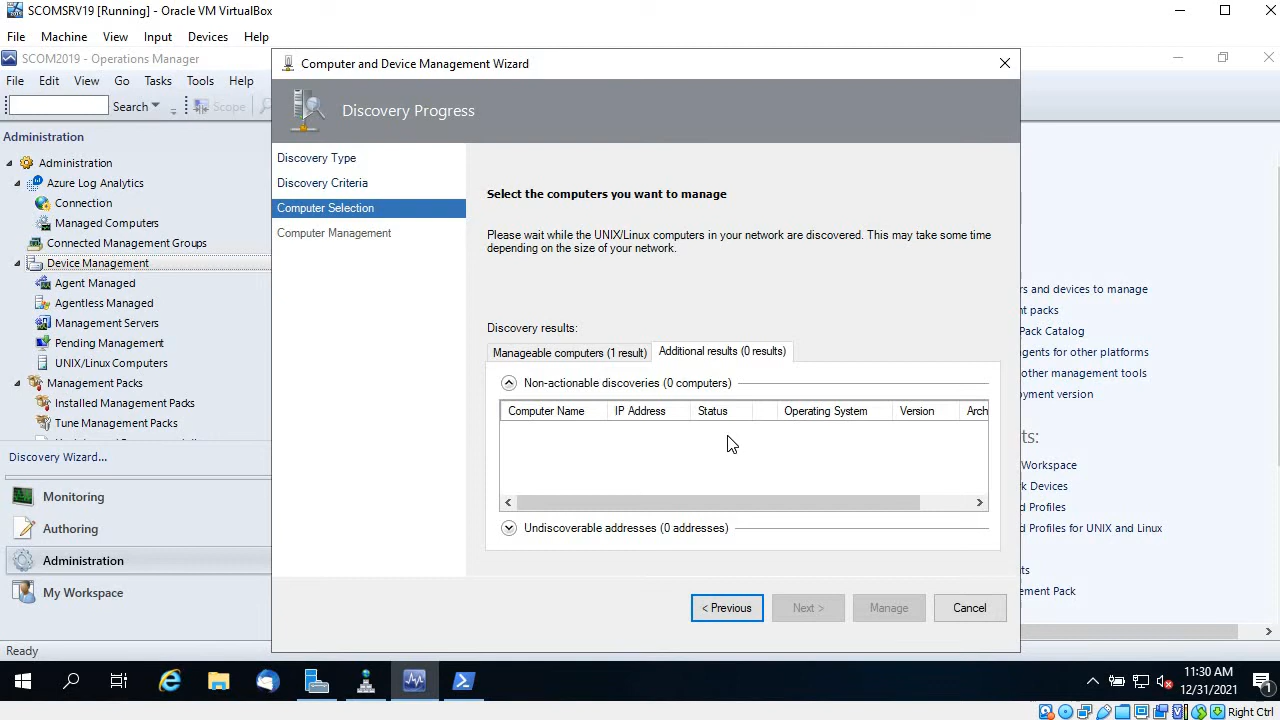 SCOMSRV19 [Running] - Oracle VM VirtualBox
File Machine View Input Devices Help
SCOM2019 - Operations Manager
File Edit View Go Tasks Tools Help
Search Scope
Administration
Administration
Azure Log Analytics
Connection
Managed Computers
Connected Management Groups
Device Management
Agent Managed
Agentless Managed
Management Servers
Pending Management
UNIX/Linux Computers
Management Packs
Installed Management Packs
Tune Management Packs
Discovery Wizard...
Monitoring
Authoring
Administration
My Workspace
Ready
Computer and Device Management Wizard
Discovery Progress
Discovery Type
Discovery Criteria
Computer Selection
Computer Management
Select the computers you want to manage
Please wait while the UNIX/Linux computers in your network are discovered. This may take some time
depending on the size of your network.
Discovery results:
Manageable computers (1 result) Additional results (0 results)
Non-actionable discoveries (0 computers)
Computer Name IP Address Status Operating System Version Arch
Undiscoverable addresses (0 addresses)
< Previous Next > Manage Cancel
rs and devices to manage
nt packs
Pack Catalog
gents for other platforms
other management tools
oyment version
ts:
Workspace
k Devices
d Profiles
d Profiles for UNIX and Linux
ts
ement Pack
11:30 AM
12/31/2021
1
Right Ctrl